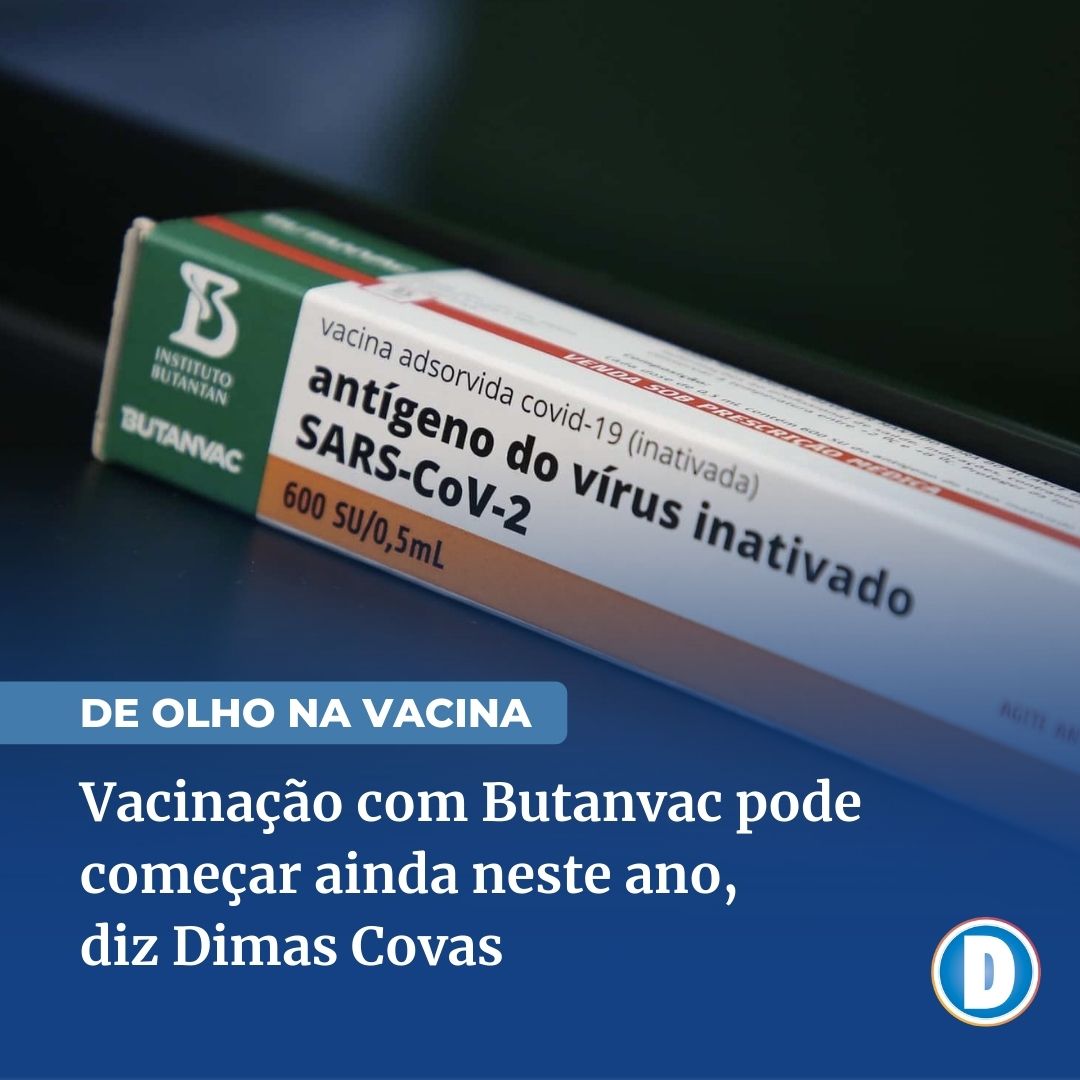 BUTANVAC
INSTITUTO
BUTANTAN
BUTANVAC
vacina adsorvida covid-19 (inativada)
antígeno do vírus inativado
SARS-CoV-2
600 SU/0,5mL
VENDA SOB PRESCRIÇÃO MÉDICA
DE OLHO NA VACINA
Vacinação com Butanvac pode
começar ainda neste ano,
diz Dimas Covas
D